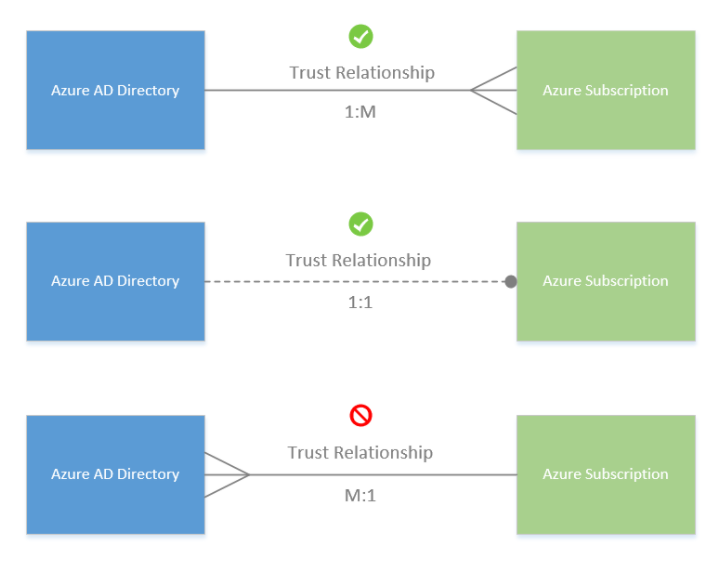 Trust Relationship
Azure AD Directory
Azure Subscription
1:M
Trust Relationship
Azure AD Directory
Azure Subscription
1:1
Trust Relationship
Azure AD Directory
Azure Subscription
M:1